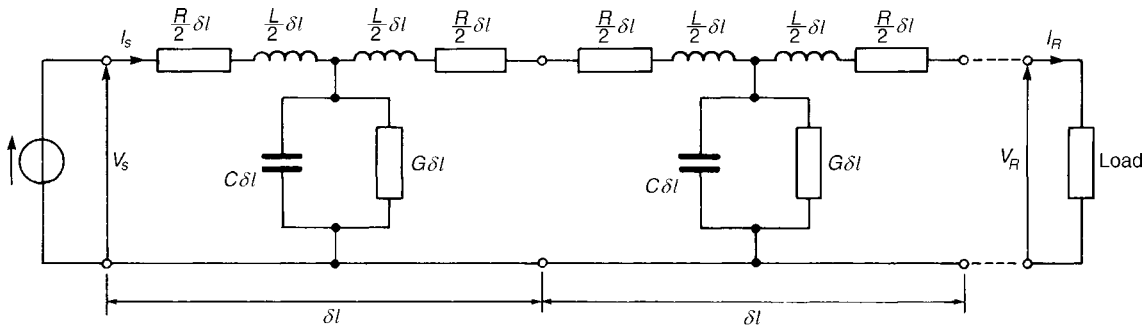 R/2 δl L/2 δl L/2 δl R/2 δl R/2 δl L/2 δl L/2 δl R/2 δl
I_s I_R
V_s Cδl Gδl Cδl Gδl V_R Load
δl δl